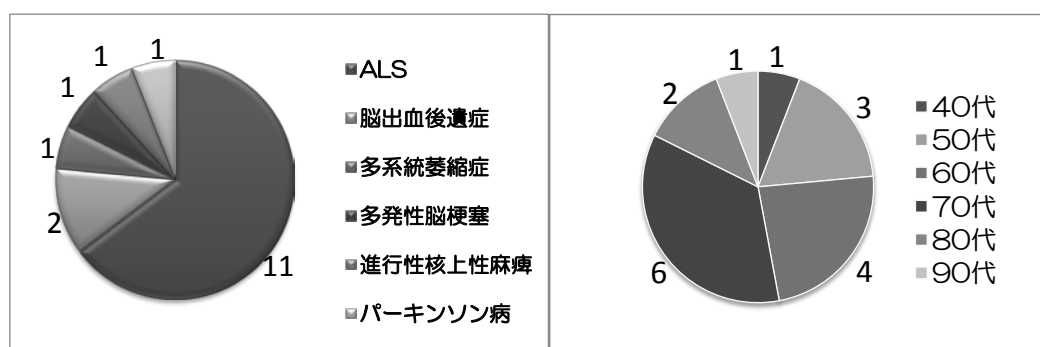 1
1
1
1
2
11
ALS
脳出血後遺症
多系統萎縮症
多発性脳梗塞
進行性核上性麻痺
パーキンソン病
1
1
2
3
6
4
40代
50代
60代
70代
80代
90代